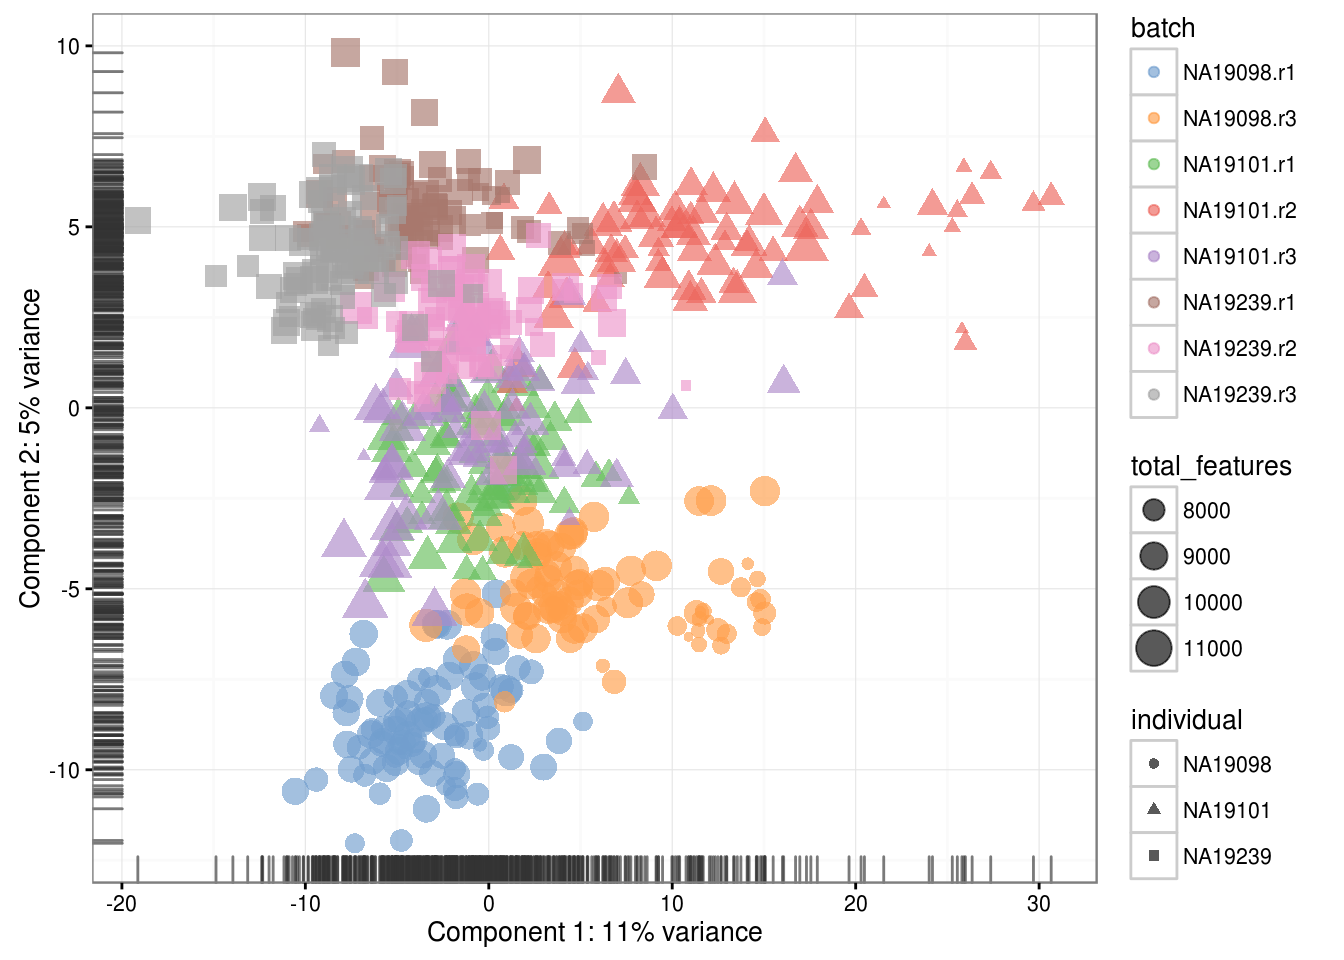 10
5
0
-5
-10
Component 2: 5% variance
-20
-10
0
10
20
30
Component 1: 11% variance
batch
NA19098.r1
NA19098.r3
NA19101.r1
NA19101.r2
NA19101.r3
NA19239.r1
NA19239.r2
NA19239.r3
total_features
8000
9000
10000
11000
individual
NA19098
NA19101
NA19239